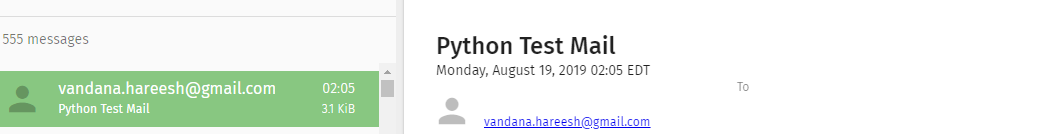 555 messages
vandana.hareesh@gmail.com 02:05
Python Test Mail 3.1 KiB
Python Test Mail
Monday, August 19, 2019 02:05 EDT
To
vandana.hareesh@gmail.com